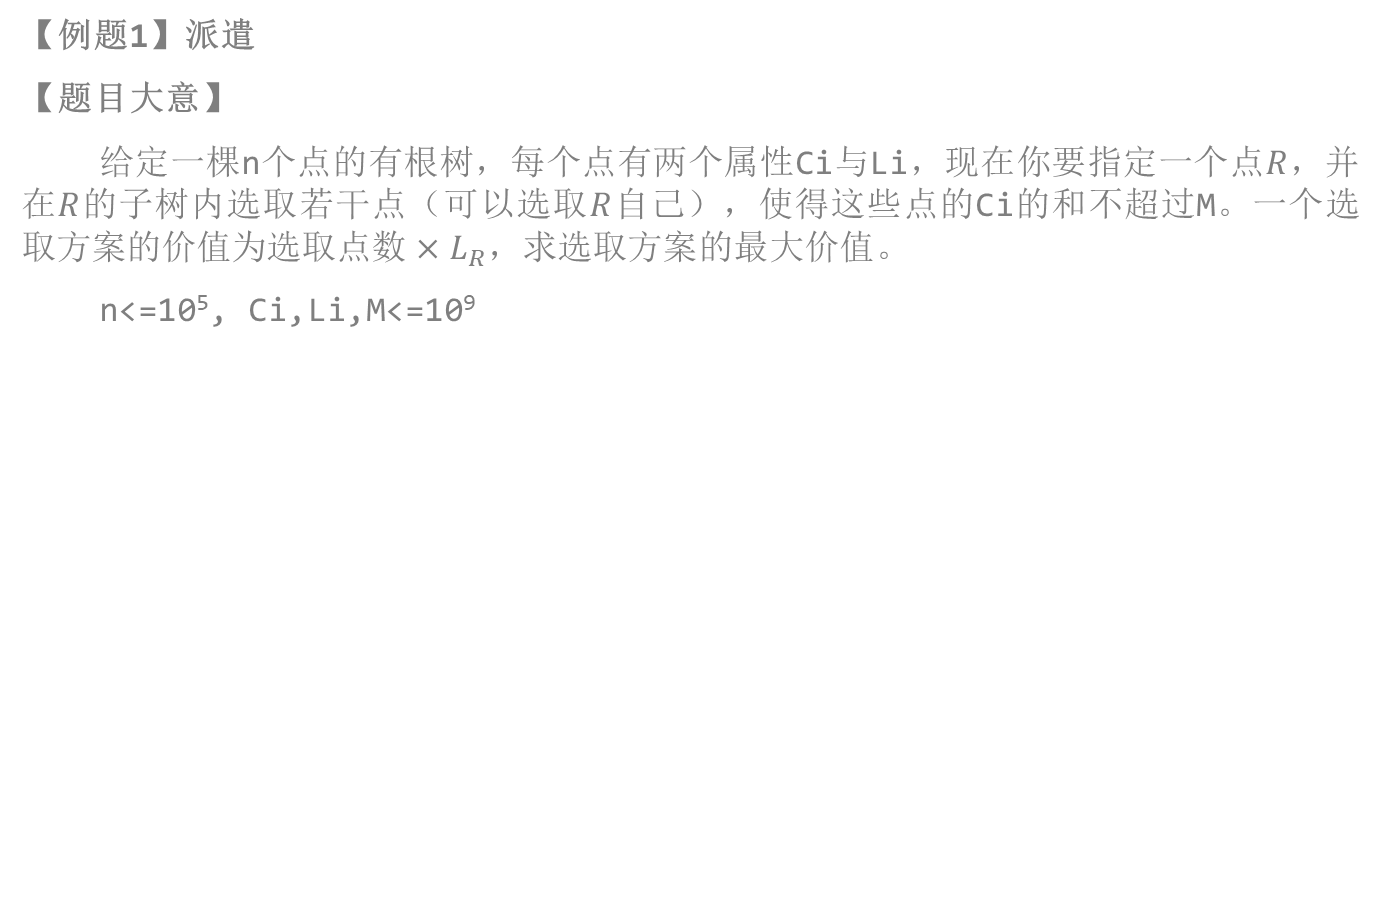 【例题1】派遣
【题目大意】
给定一棵n个点的有根树，每个点有两个属性Ci与Li，现在你要指定一个点R，并
在R的子树内选取若干点（可以选取R自己），使得这些点的Ci的和不超过M。一个选
取方案的价值为选取点数 × L_R，求选取方案的最大价值。
n<=10⁵, Ci,Li,M<=10⁹